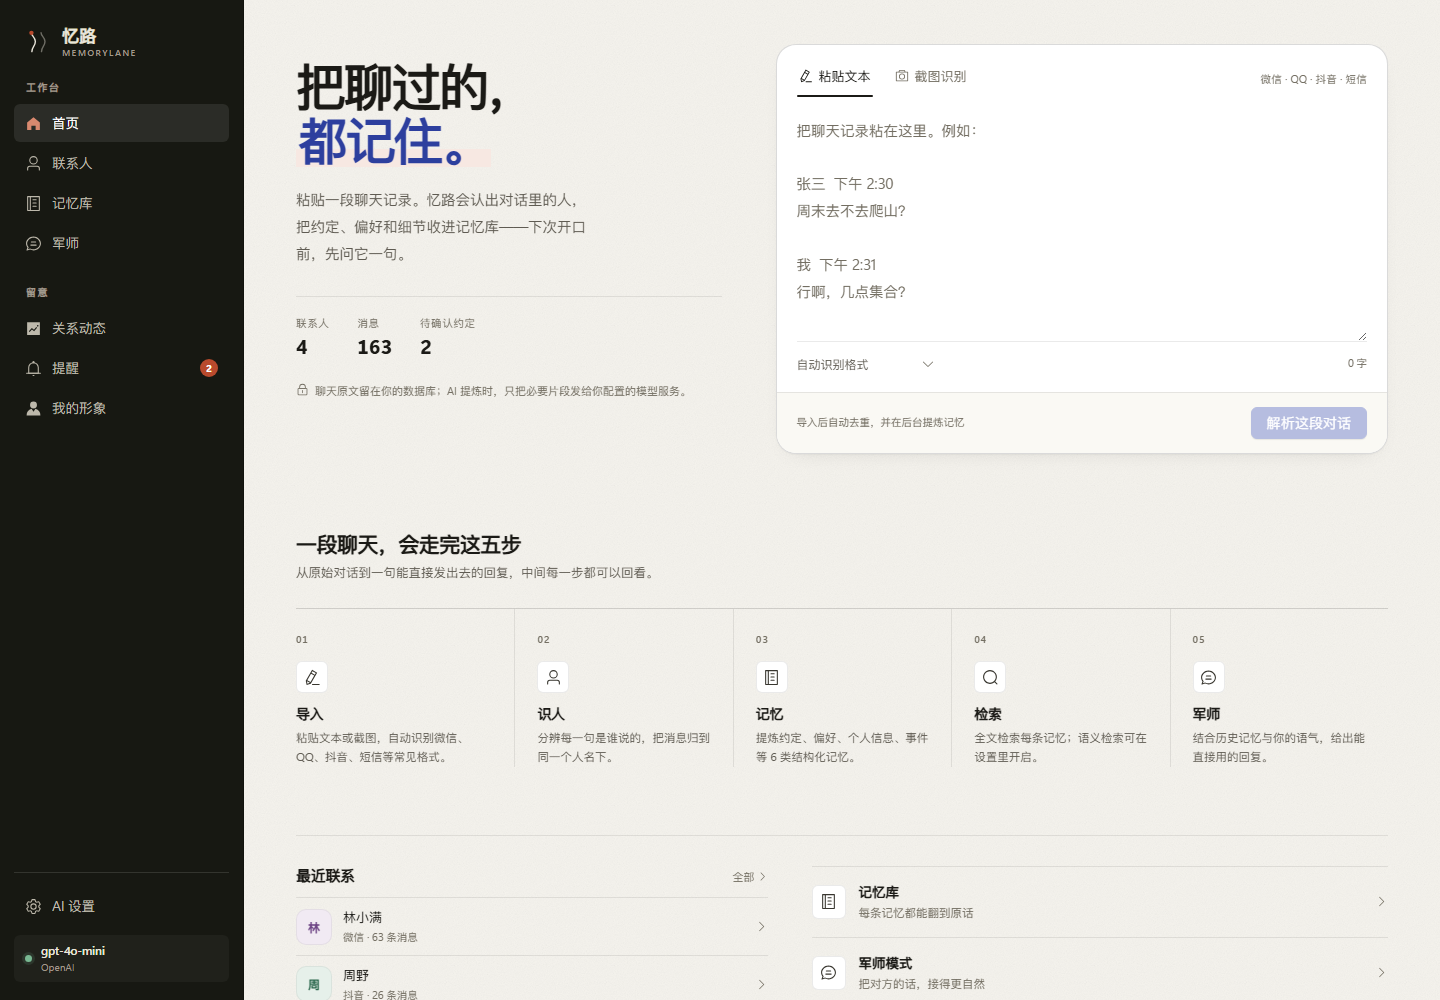 忆路
MEMORYLANE
工作台
首页
联系人
记忆库
军师
留意
关系动态
提醒
2
我的形象
AI 设置
gpt-4o-mini
OpenAI
把聊过的,
都记住。
粘贴一段聊天记录。忆路会认出对话里的人，
把约定、偏好和细节收进记忆库——下次开口
前，先问它一句。
联系人 消息 待确认约定
4 163 2
聊天原文留在你的数据库；AI 提炼时，只把必要片段发给你配置的模型服务。
粘贴文本 截图识别 微信 · QQ · 抖音 · 短信
把聊天记录粘在这里。例如：
张三 下午 2:30
周末去不去爬山？
我 下午 2:31
行啊，几点集合？
自动识别格式 0 字
导入后自动去重，并在后台提炼记忆 解析这段对话
一段聊天，会走完这五步
从原始对话到一句能直接发出去的回复，中间每一步都可以回看。
01
导入
粘贴文本或截图，自动识别微信、
QQ、抖音、短信等常见格式。
02
识人
分辨每一句是谁说的，把消息归到
同一个人名下。
03
记忆
提炼约定、偏好、个人信息、事件
等 6 类结构化记忆。
04
检索
全文检索每条记忆；语义检索可在
设置里开启。
05
军师
结合历史记忆与你的语气，给出能
直接用的回复。
最近联系 全部
林
林小满
微信 · 63 条消息
周
周野
抖音 · 26 条消息
记忆库
每条记忆都能翻到原话
军师模式
把对方的话，接得更自然